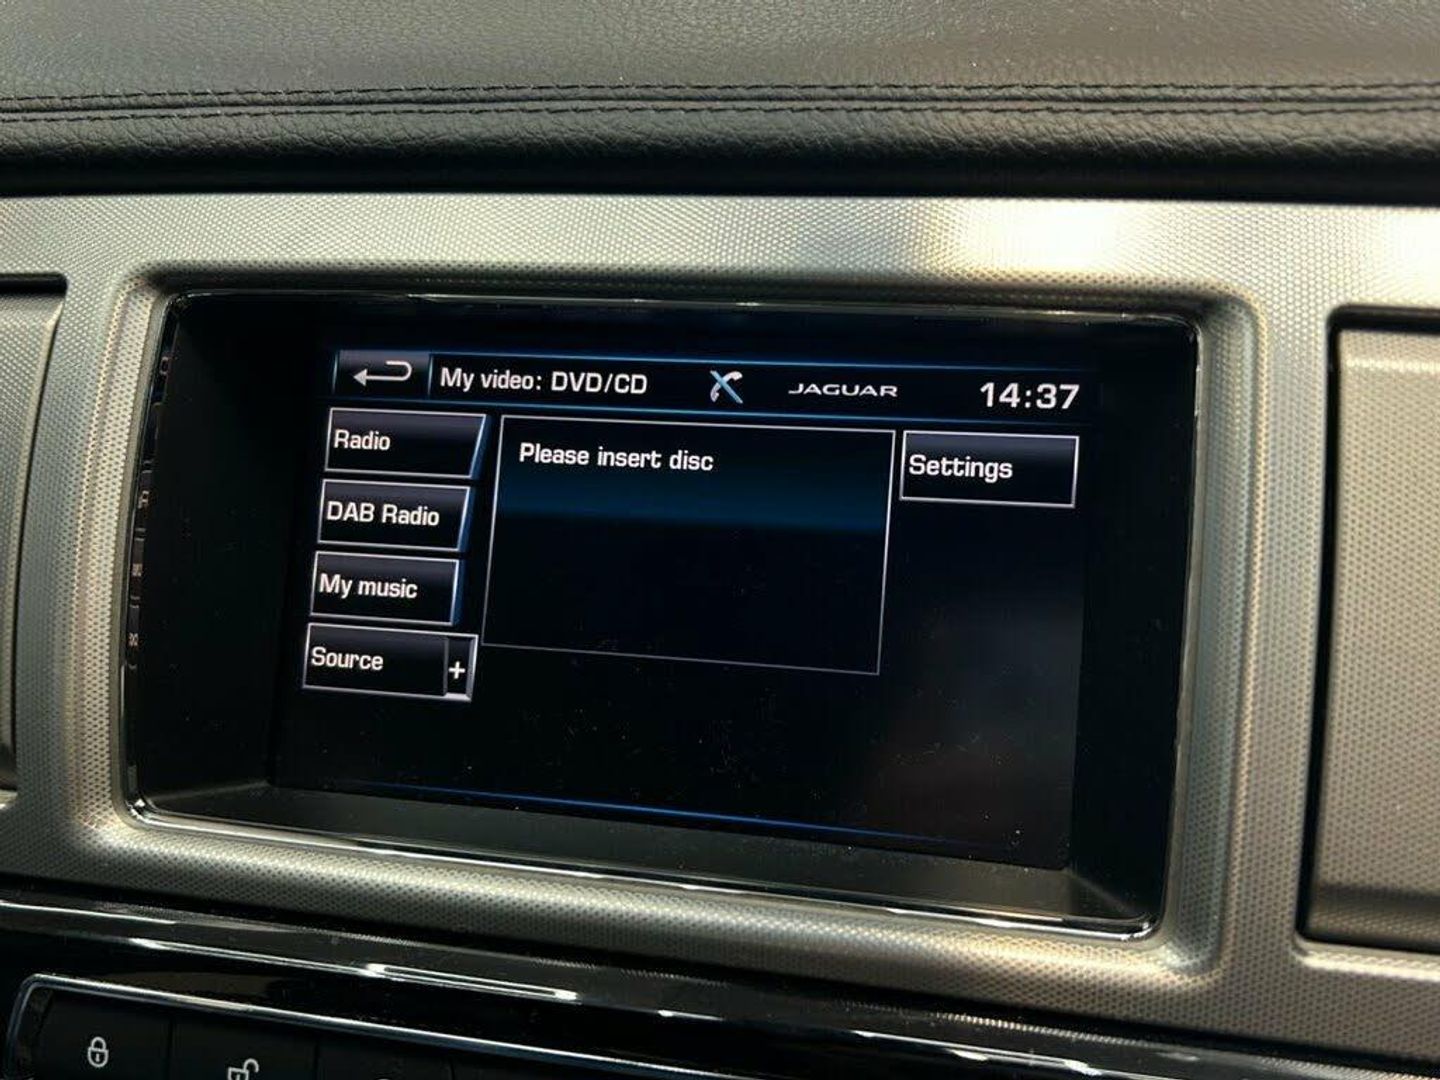 My video: DVD/CD
JAGUAR
14:37
Radio
DAB Radio
My music
Source +
Please insert disc
Settings